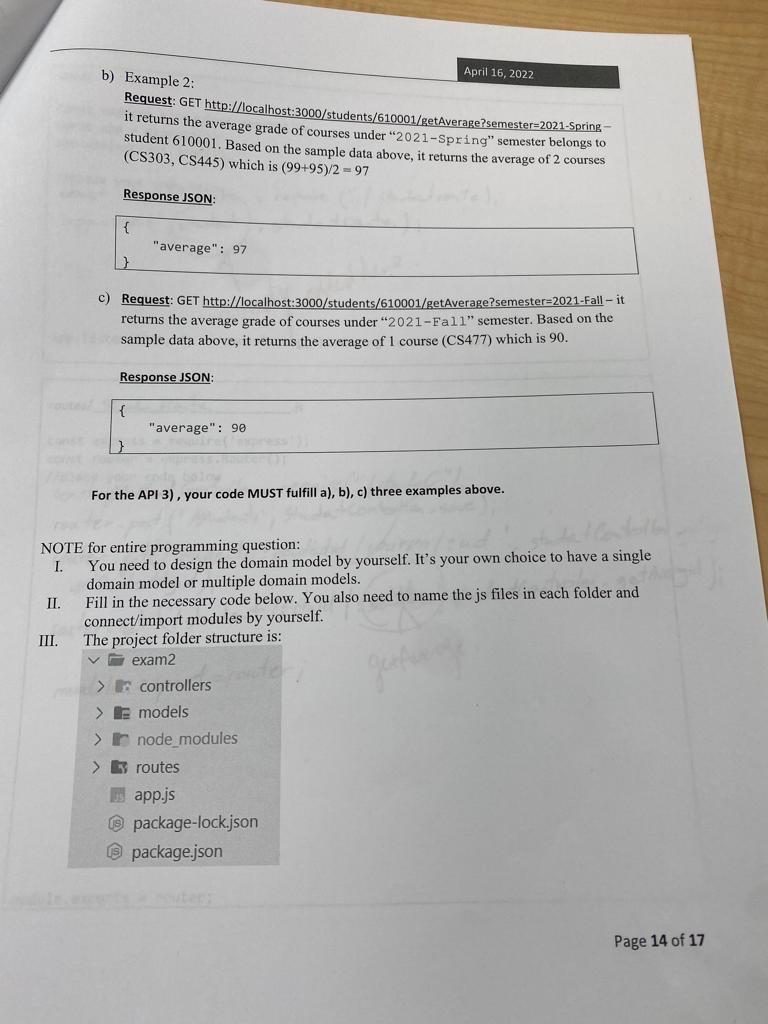 April 16, 2022
b) Example 2:
Request: GET http://localhost:3000/students/610001/getAverage?semester=2021-Spring –
it returns the average grade of courses under “2021-Spring” semester belongs to
student 610001. Based on the sample data above, it returns the average of 2 courses
(CS303, CS445) which is (99+95)/2 = 97
Response JSON:
{
"average": 97
}
c) Request: GET http://localhost:3000/students/610001/getAverage?semester=2021-Fall – it
returns the average grade of courses under “2021-Fall” semester. Based on the
sample data above, it returns the average of 1 course (CS477) which is 90.
Response JSON:
{
"average": 90
}
For the API 3) , your code MUST fulfill a), b), c) three examples above.
NOTE for entire programming question:
I. You need to design the domain model by yourself. It’s your own choice to have a single
domain model or multiple domain models.
II. Fill in the necessary code below. You also need to name the js files in each folder and
connect/import modules by yourself.
III. The project folder structure is:
exam2
controllers
models
node_modules
routes
JS app.js
package-lock.json
package.json
Page 14 of 17